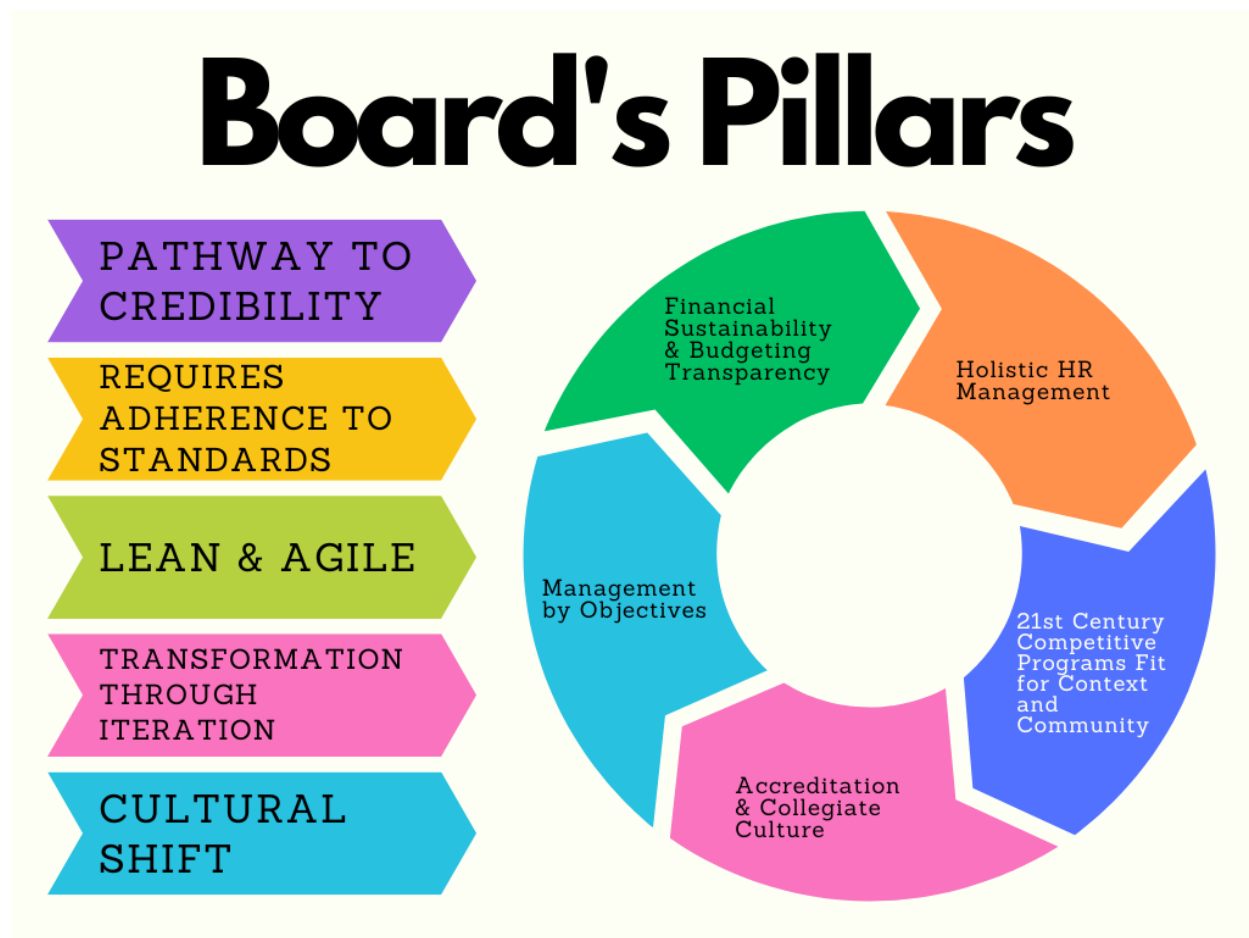 Board's Pillars
PATHWAY TO
CREDIBILITY
REQUIRES
ADHERENCE TO
STANDARDS
LEAN & AGILE
TRANSFORMATION
THROUGH
ITERATION
CULTURAL
SHIFT
Financial
Sustainability
& Budgeting
Transparency
Holistic HR
Management
21st Century
Competitive
Programs Fit
for Context
and
Community
Accreditation
& Collegiate
Culture
Management
by Objectives